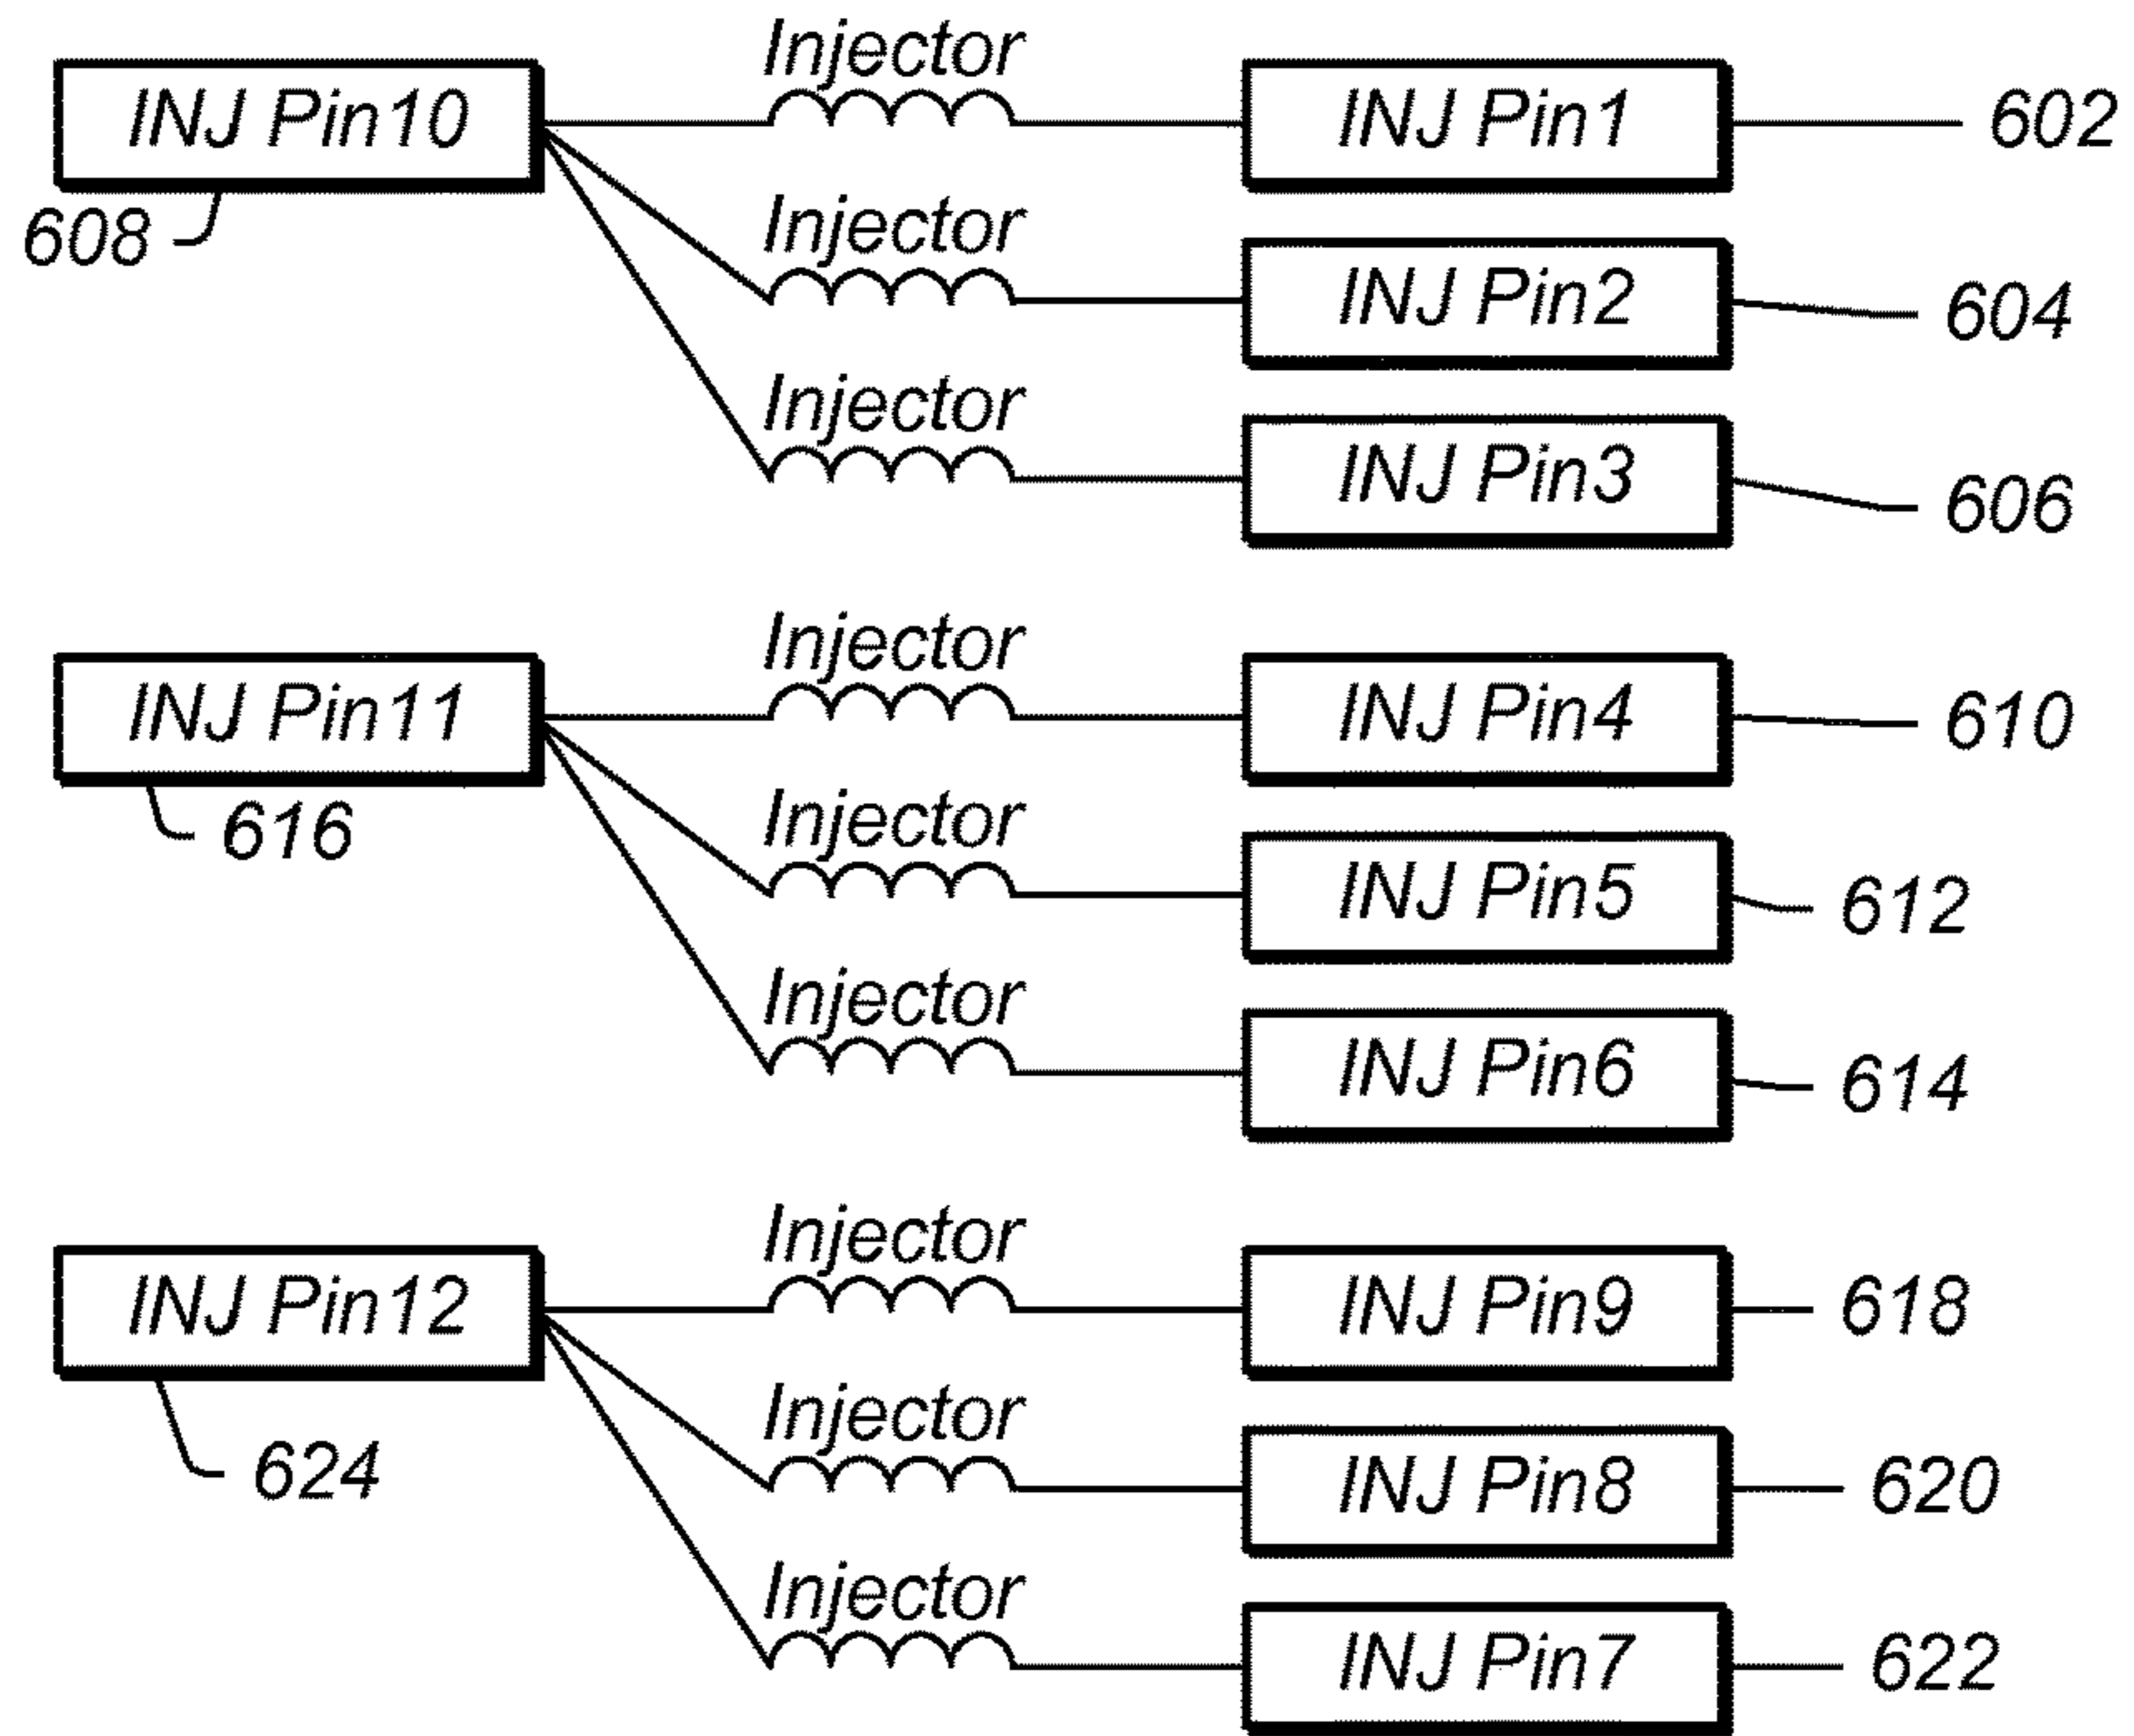 Injector
INJ Pin10
INJ Pin1
602
608
Injector
INJ Pin2
604
Injector
INJ Pin3
606
Injector
INJ Pin11
INJ Pin4
610
616
Injector
INJ Pin5
612
Injector
INJ Pin6
614
Injector
INJ Pin12
INJ Pin9
618
624
Injector
INJ Pin8
620
Injector
INJ Pin7
622